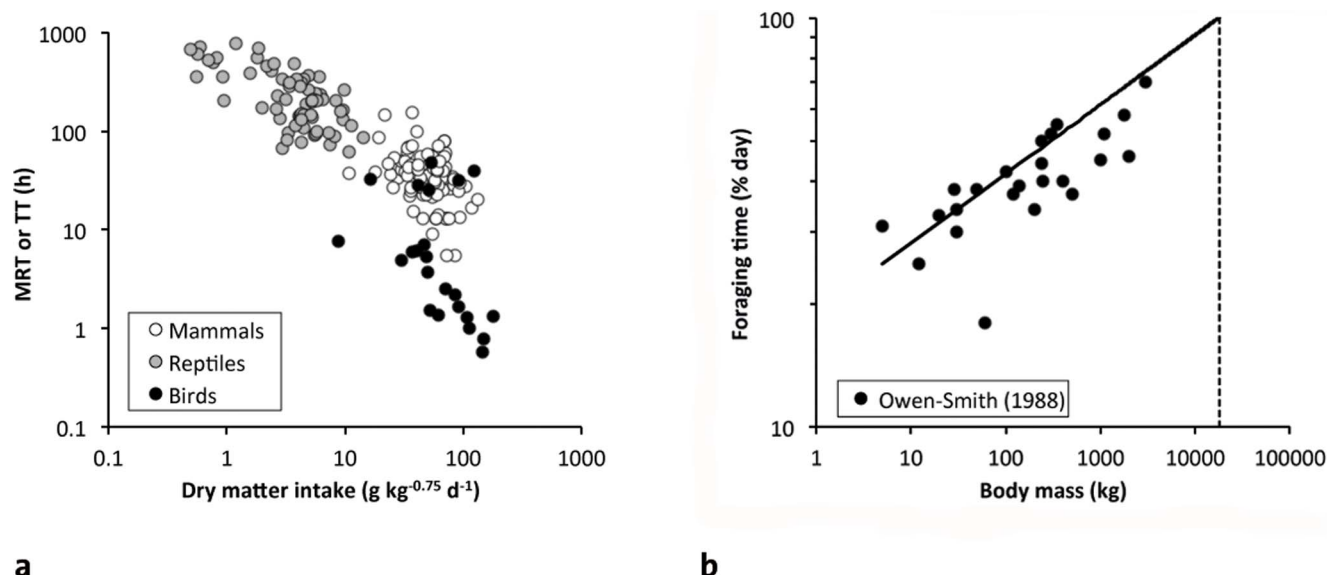 1000
100
10
1
0.1
MRT or TT (h)
Mammals
Reptiles
Birds
0.1 1 10 100 1000
Dry matter intake (g kg-0.75 d-1)
a
100
10
Foraging time (% day)
Owen-Smith (1988)
1 10 100 1000 10000 100000
Body mass (kg)
b